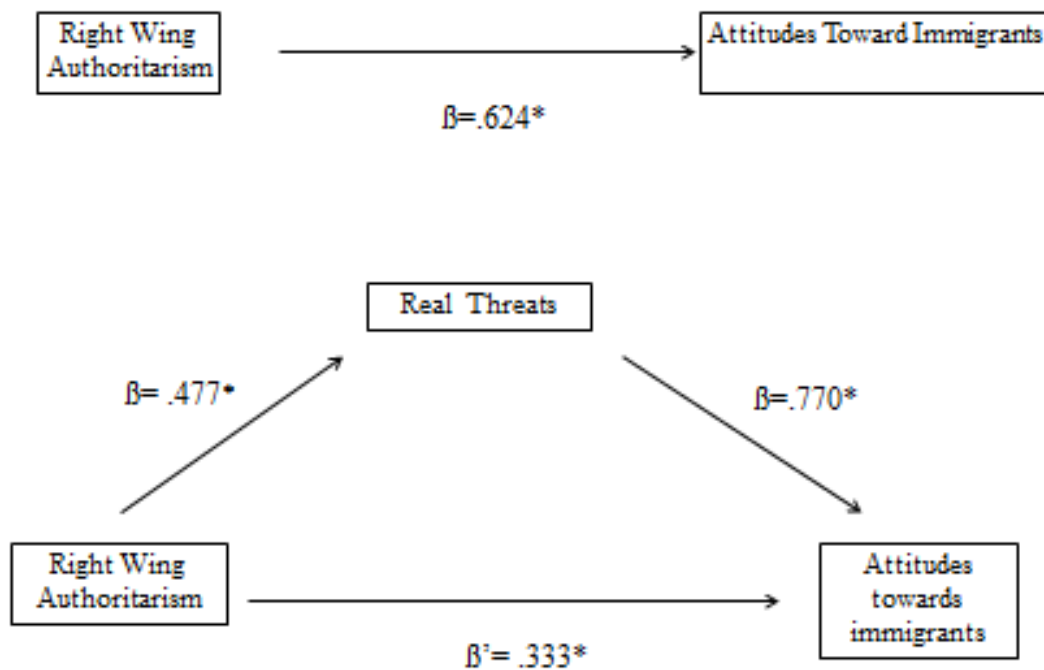 Right Wing
Authoritarism
Attitudes Toward Immigrants
ß=.624*
Real Threats
ß= .477*
ß=.770*
Right Wing
Authoritarism
Attitudes
towards
immigrants
ß’= .333*